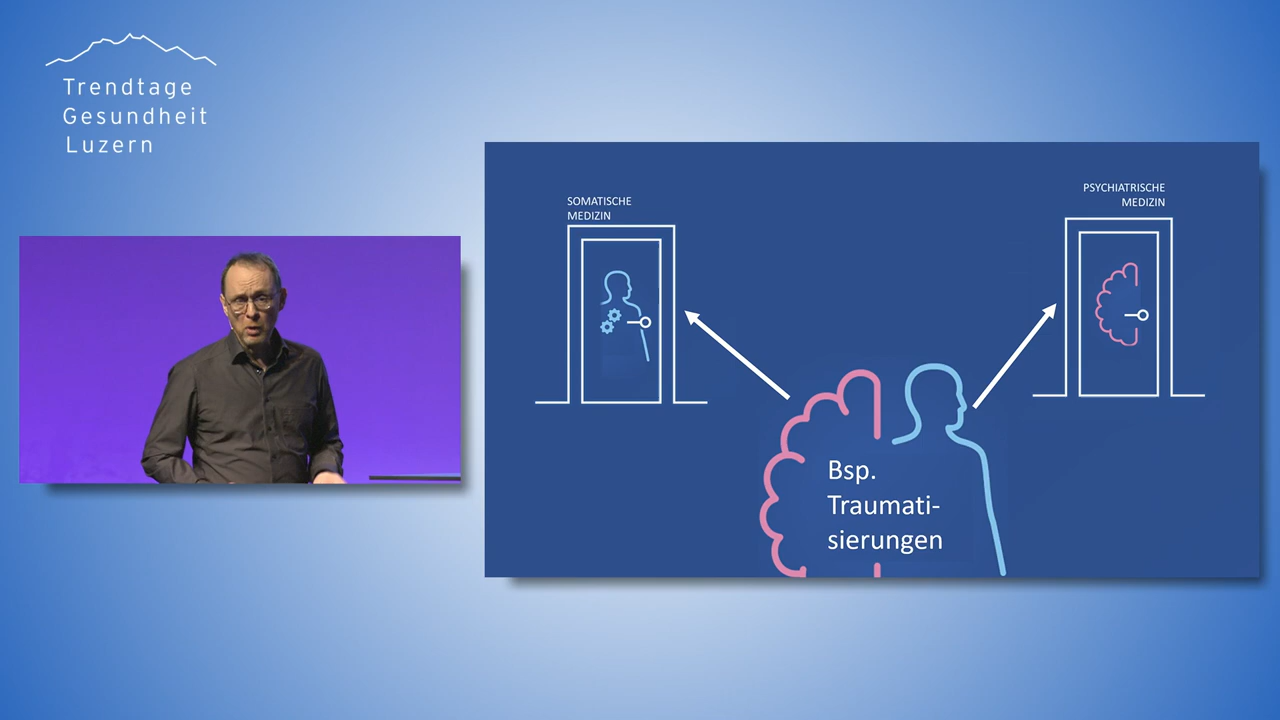 Trendtage
Gesundheit
Luzern
SOMATISCHE
MEDIZIN
PSYCHIATRISCHE
MEDIZIN
Bsp.
Traumati-
sierungen